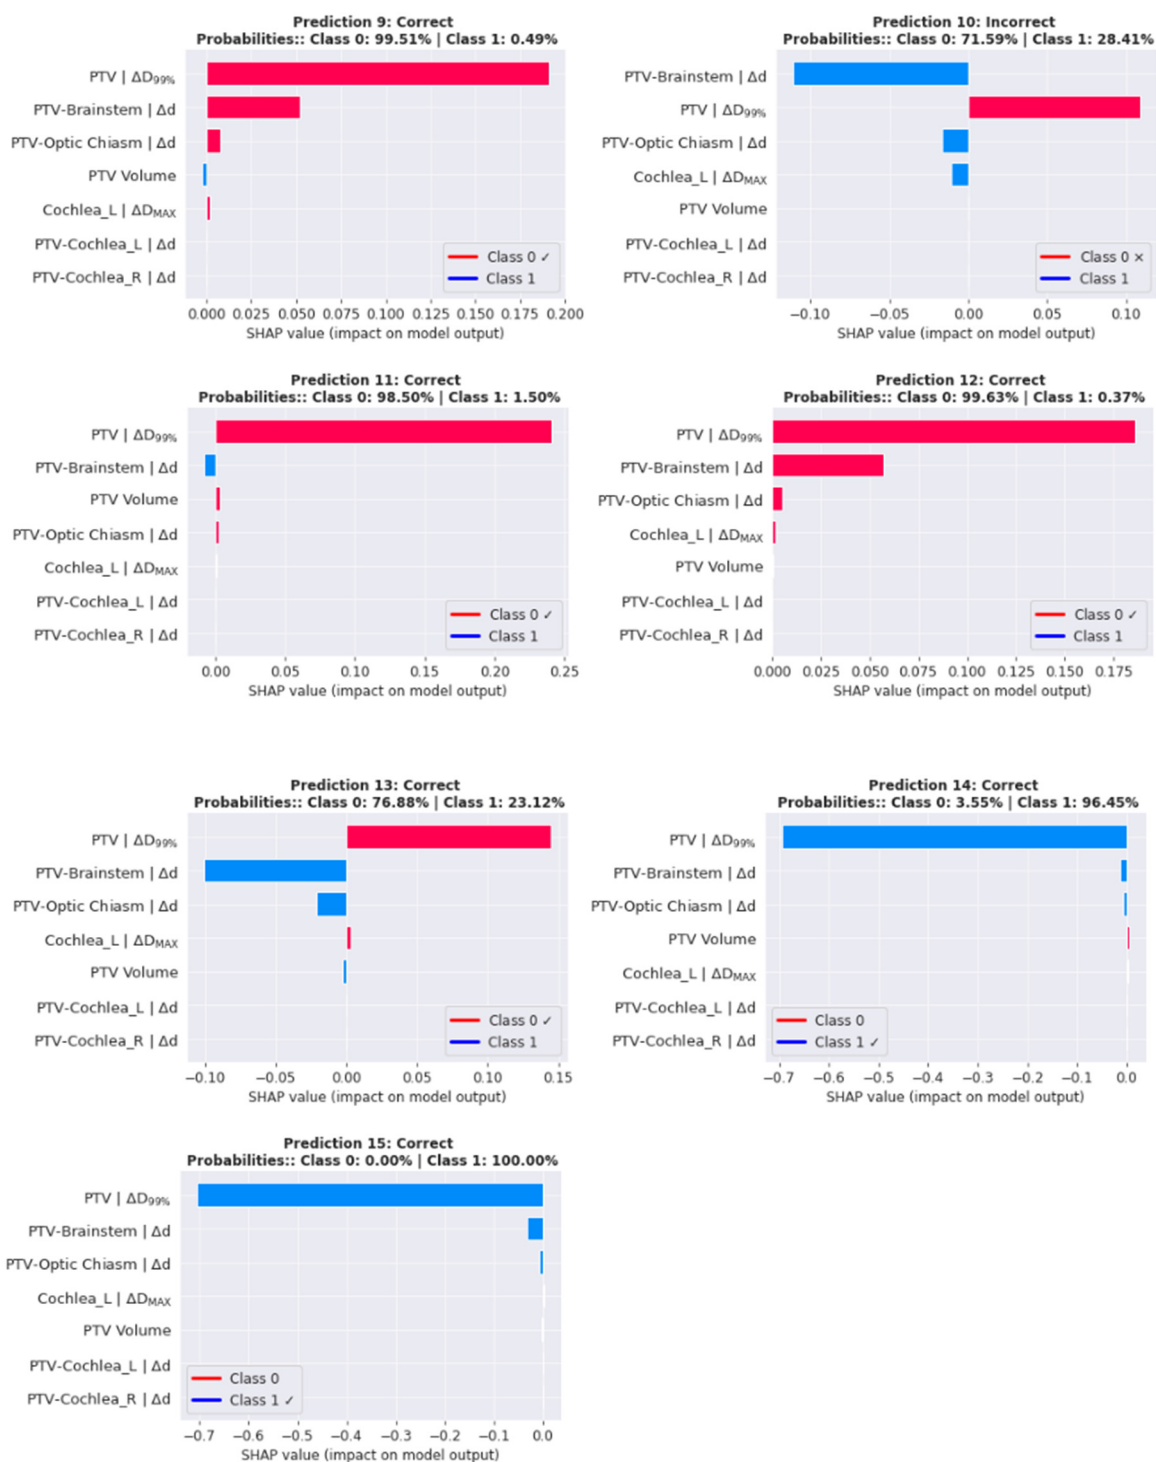 Prediction 9: Correct
Probabilities:: Class 0: 99.51% | Class 1: 0.49%
PTV | ΔD99%
PTV-Brainstem | Δd
PTV-Optic Chiasm | Δd
PTV Volume
Cochlea_L | ΔDMAX
PTV-Cochlea_L | Δd
PTV-Cochlea_R | Δd
Class 0 ✓
Class 1
0.000 0.025 0.050 0.075 0.100 0.125 0.150 0.175 0.200
SHAP value (impact on model output)
Prediction 10: Incorrect
Probabilities:: Class 0: 71.59% | Class 1: 28.41%
PTV-Brainstem | Δd
PTV | ΔD99%
PTV-Optic Chiasm | Δd
Cochlea_L | ΔDMAX
PTV Volume
PTV-Cochlea_L | Δd
PTV-Cochlea_R | Δd
Class 0 ×
Class 1
−0.10 −0.05 0.00 0.05 0.10
SHAP value (impact on model output)
Prediction 11: Correct
Probabilities:: Class 0: 98.50% | Class 1: 1.50%
PTV | ΔD99%
PTV-Brainstem | Δd
PTV Volume
PTV-Optic Chiasm | Δd
Cochlea_L | ΔDMAX
PTV-Cochlea_L | Δd
PTV-Cochlea_R | Δd
Class 0 ✓
Class 1
0.00 0.05 0.10 0.15 0.20 0.25
SHAP value (impact on model output)
Prediction 12: Correct
Probabilities:: Class 0: 99.63% | Class 1: 0.37%
PTV | ΔD99%
PTV-Brainstem | Δd
PTV-Optic Chiasm | Δd
Cochlea_L | ΔDMAX
PTV Volume
PTV-Cochlea_L | Δd
PTV-Cochlea_R | Δd
Class 0 ✓
Class 1
0.000 0.025 0.050 0.075 0.100 0.125 0.150 0.175
SHAP value (impact on model output)
Prediction 13: Correct
Probabilities:: Class 0: 76.88% | Class 1: 23.12%
PTV | ΔD99%
PTV-Brainstem | Δd
PTV-Optic Chiasm | Δd
Cochlea_L | ΔDMAX
PTV Volume
PTV-Cochlea_L | Δd
PTV-Cochlea_R | Δd
Class 0 ✓
Class 1
−0.10 −0.05 0.00 0.05 0.10 0.15
SHAP value (impact on model output)
Prediction 14: Correct
Probabilities:: Class 0: 3.55% | Class 1: 96.45%
PTV | ΔD99%
PTV-Brainstem | Δd
PTV-Optic Chiasm | Δd
PTV Volume
Cochlea_L | ΔDMAX
PTV-Cochlea_L | Δd
PTV-Cochlea_R | Δd
Class 0
Class 1 ✓
−0.7 −0.6 −0.5 −0.4 −0.3 −0.2 −0.1 0.0
SHAP value (impact on model output)
Prediction 15: Correct
Probabilities:: Class 0: 0.00% | Class 1: 100.00%
PTV | ΔD99%
PTV-Brainstem | Δd
PTV-Optic Chiasm | Δd
Cochlea_L | ΔDMAX
PTV Volume
PTV-Cochlea_L | Δd
PTV-Cochlea_R | Δd
Class 0
Class 1 ✓
−0.7 −0.6 −0.5 −0.4 −0.3 −0.2 −0.1 0.0
SHAP value (impact on model output)